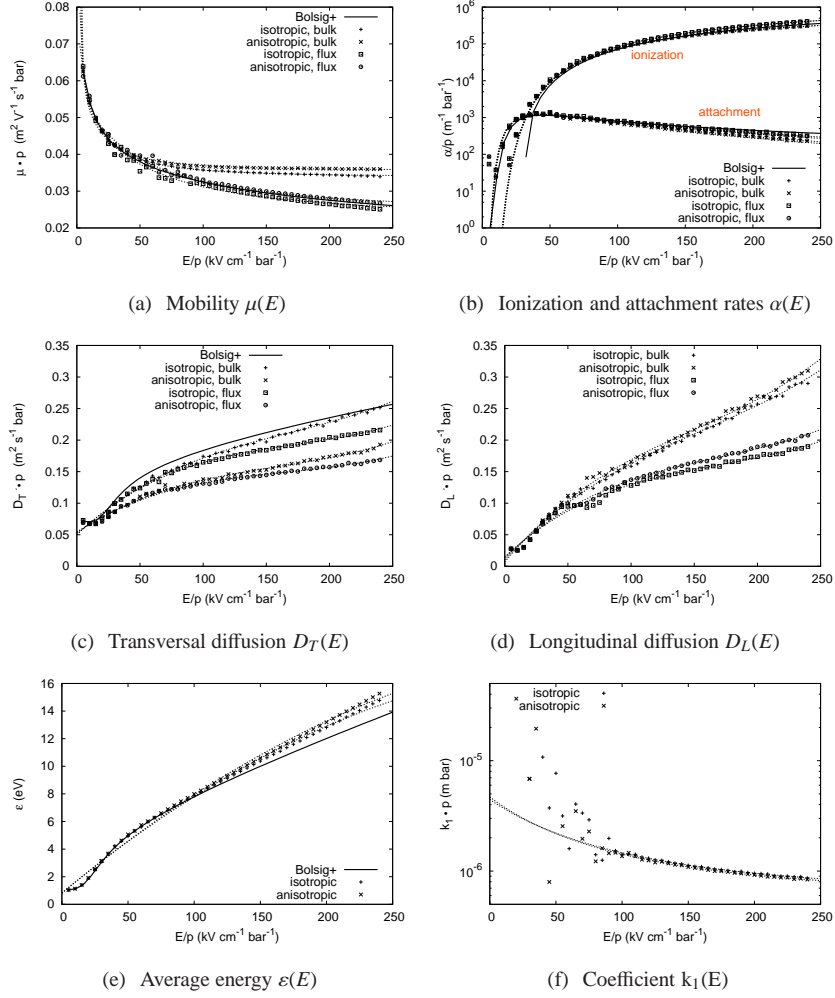 0.08
0.07
0.06
0.05
0.04
0.03
0.02
0 50 100 150 200 250
μ • p (m² V⁻¹ s⁻¹ bar)
E/p (kV cm⁻¹ bar⁻¹)
Bolsig+
isotropic, bulk
anisotropic, bulk
isotropic, flux
anisotropic, flux
(a) Mobility μ(E)
10⁶
10⁵
10⁴
10³
10²
10¹
10⁰
0 50 100 150 200 250
α/p (m⁻¹ bar⁻¹)
E/p (kV cm⁻¹ bar⁻¹)
ionization
attachment
Bolsig+
isotropic, bulk
anisotropic, bulk
isotropic, flux
anisotropic, flux
(b) Ionization and attachment rates α(E)
0.35
0.3
0.25
0.2
0.15
0.1
0.05
0
0 50 100 150 200 250
D_T • p (m² s⁻¹ bar)
E/p (kV cm⁻¹ bar⁻¹)
Bolsig+
isotropic, bulk
anisotropic, bulk
isotropic, flux
anisotropic, flux
(c) Transversal diffusion D_T(E)
0.35
0.3
0.25
0.2
0.15
0.1
0.05
0
0 50 100 150 200 250
D_L • p (m² s⁻¹ bar)
E/p (kV cm⁻¹ bar⁻¹)
isotropic, bulk
anisotropic, bulk
isotropic, flux
anisotropic, flux
(d) Longitudinal diffusion D_L(E)
16
14
12
10
8
6
4
2
0
0 50 100 150 200 250
ε (eV)
E/p (kV cm⁻¹ bar⁻¹)
Bolsig+
isotropic
anisotropic
(e) Average energy ε(E)
10⁻⁵
10⁻⁶
0 50 100 150 200 250
k₁ • p (m bar)
E/p (kV cm⁻¹ bar⁻¹)
isotropic
anisotropic
(f) Coefficient k₁(E)